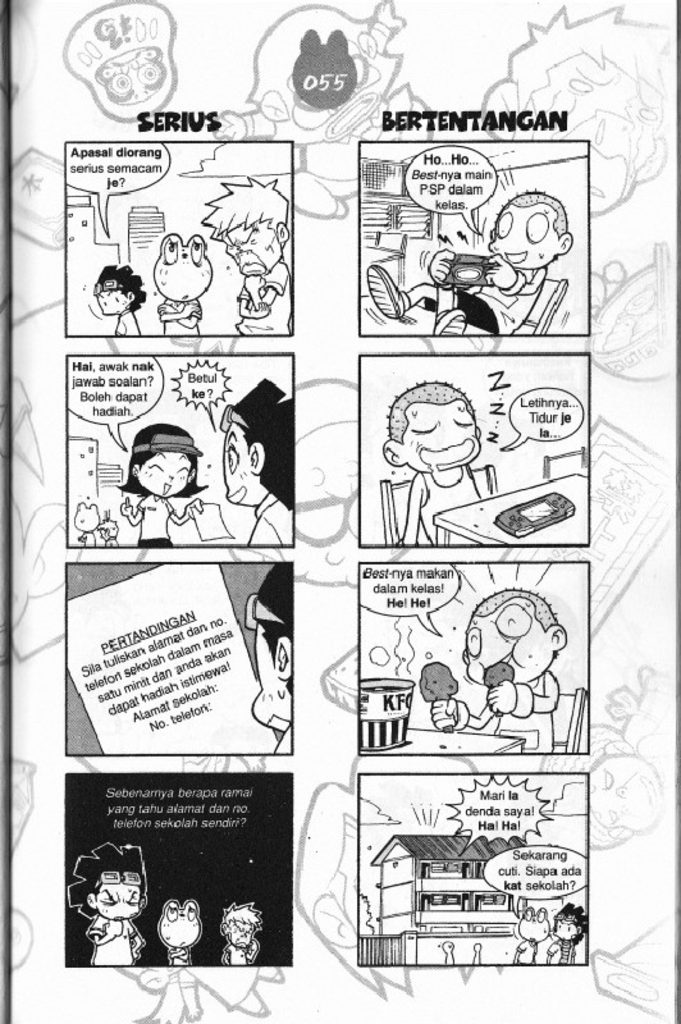 055
SERIUS
Apasal diorang
serius semacam
je?
Hai, awak nak
jawab soalan?
Boleh dapat
hadiah.
Betul
ke?
PERTANDINGAN
Sila tuliskan alamat dan no.
telefon sekolah dalam masa
satu minit dan anda akan
dapat hadiah istimewa!
Alamat sekolah:
No. telefon:
Sebenarnya berapa ramai
yang tahu alamat dan no.
telefon sekolah sendiri?
BERTENTANGAN
Ho...Ho...
Best-nya main
PSP dalam
kelas.
Z
Z
Z
Letihnya...
Tidur je
la...
Best-nya makan
dalam kelas!
He! He!
KFC
Mari la
denda saya!
Ha! Ha!
Sekarang
cuti. Siapa ada
kat sekolah?